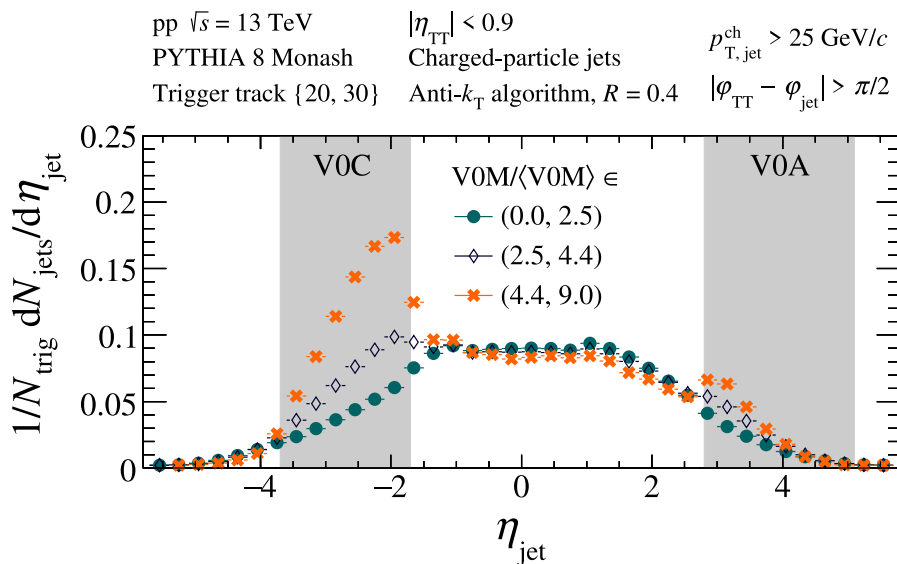 pp √s = 13 TeV
PYTHIA 8 Monash
Trigger track {20, 30}
|η_TT| < 0.9
Charged-particle jets
Anti-k_T algorithm, R = 0.4
p_T, jet^ch > 25 GeV/c
|φ_TT − φ_jet| > π/2
1/N_trig dN_jets/dη_jet
0.25
0.2
0.15
0.1
0.05
0
V0C
V0A
V0M/⟨V0M⟩ ∈
(0.0, 2.5)
(2.5, 4.4)
(4.4, 9.0)
−4
−2
0
2
4
η_jet